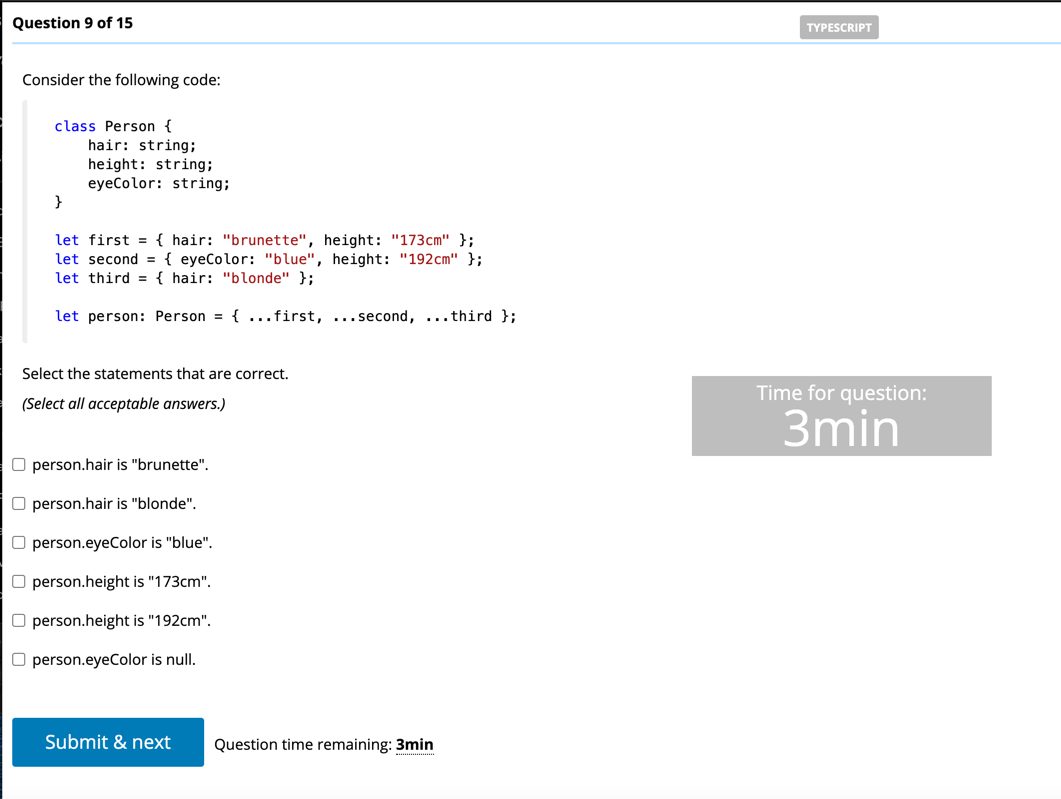 Question 9 of 15
TYPESCRIPT
Consider the following code:
class Person {
    hair: string;
    height: string;
    eyeColor: string;
}
let first = { hair: "brunette", height: "173cm" };
let second = { eyeColor: "blue", height: "192cm" };
let third = { hair: "blonde" };
let person: Person = { ...first, ...second, ...third };
Select the statements that are correct.
(Select all acceptable answers.)
Time for question:
3min
person.hair is "brunette".
person.hair is "blonde".
person.eyeColor is "blue".
person.height is "173cm".
person.height is "192cm".
person.eyeColor is null.
Submit & next
Question time remaining: 3min